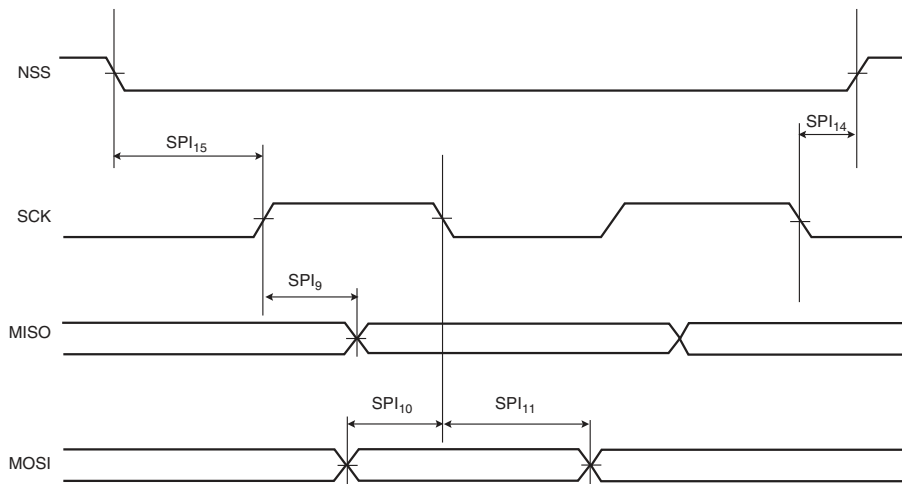 NSS
SPI₁₄
SPI₁₅
SCK
SPI₉
MISO
SPI₁₀ SPI₁₁
MOSI